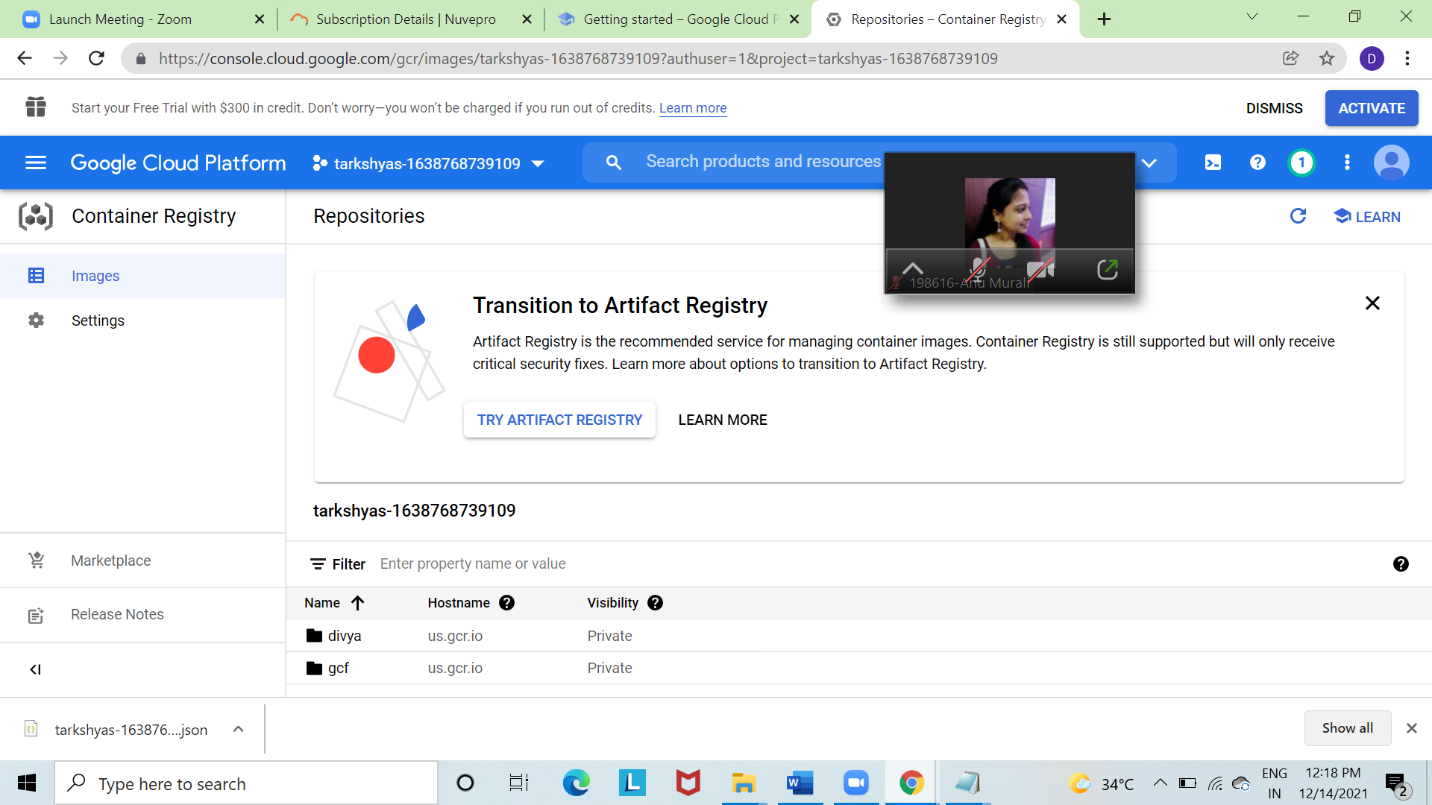 Launch Meeting - Zoom
Subscription Details | Nuvepro
Getting started – Google Cloud P
Repositories – Container Registry
https://console.cloud.google.com/gcr/images/tarkshyas-1638768739109?authuser=1&project=tarkshyas-1638768739109
D
Start your Free Trial with $300 in credit. Don't worry—you won't be charged if you run out of credits. Learn more
DISMISS
ACTIVATE
Google Cloud Platform
tarkshyas-1638768739109
Search products and resources
1
Container Registry
Repositories
LEARN
Images
Settings
198616-Anu Murali
Transition to Artifact Registry
Artifact Registry is the recommended service for managing container images. Container Registry is still supported but will only receive
critical security fixes. Learn more about options to transition to Artifact Registry.
TRY ARTIFACT REGISTRY
LEARN MORE
tarkshyas-1638768739109
Marketplace
Release Notes
Filter Enter property name or value
Name Hostname Visibility
divya us.gcr.io Private
gcf us.gcr.io Private
tarkshyas-163876....json
Show all
Type here to search
L
W
34°C
ENG
IN
12:18 PM
12/14/2021
2